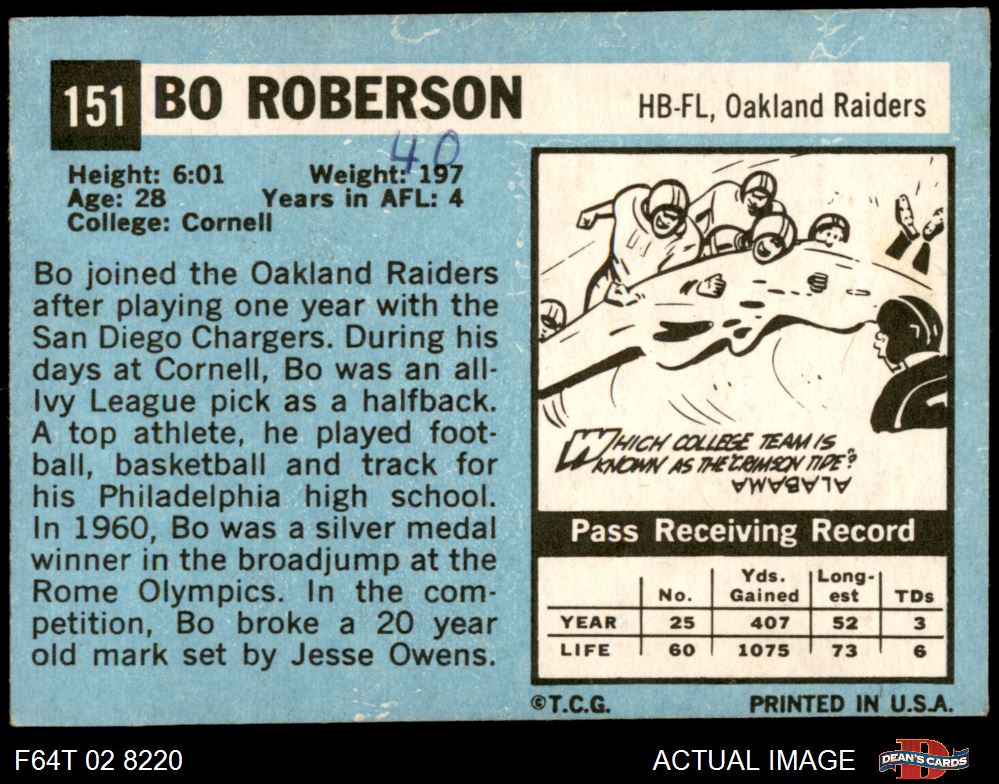 151 BO ROBERSON
HB-FL, Oakland Raiders
40
Height: 6:01 Weight: 197
Age: 28 Years in AFL: 4
College: Cornell
Bo joined the Oakland Raiders
after playing one year with the
San Diego Chargers. During his
days at Cornell, Bo was an all-
Ivy League pick as a halfback.
A top athlete, he played foot-
ball, basketball and track for
his Philadelphia high school.
In 1960, Bo was a silver medal
winner in the broadjump at the
Rome Olympics. In the com-
petition, Bo broke a 20 year
old mark set by Jesse Owens.
WHICH COLLEGE TEAM IS
KNOWN AS THE "CRIMSON TIDE"?
ALABAMA
Pass Receiving Record
No. Yds. Gained Long-est TDs
YEAR 25 407 52 3
LIFE 60 1075 73 6
©T.C.G. PRINTED IN U.S.A.
F64T 02 8220 ACTUAL IMAGE
D
DEAN'S CARDS